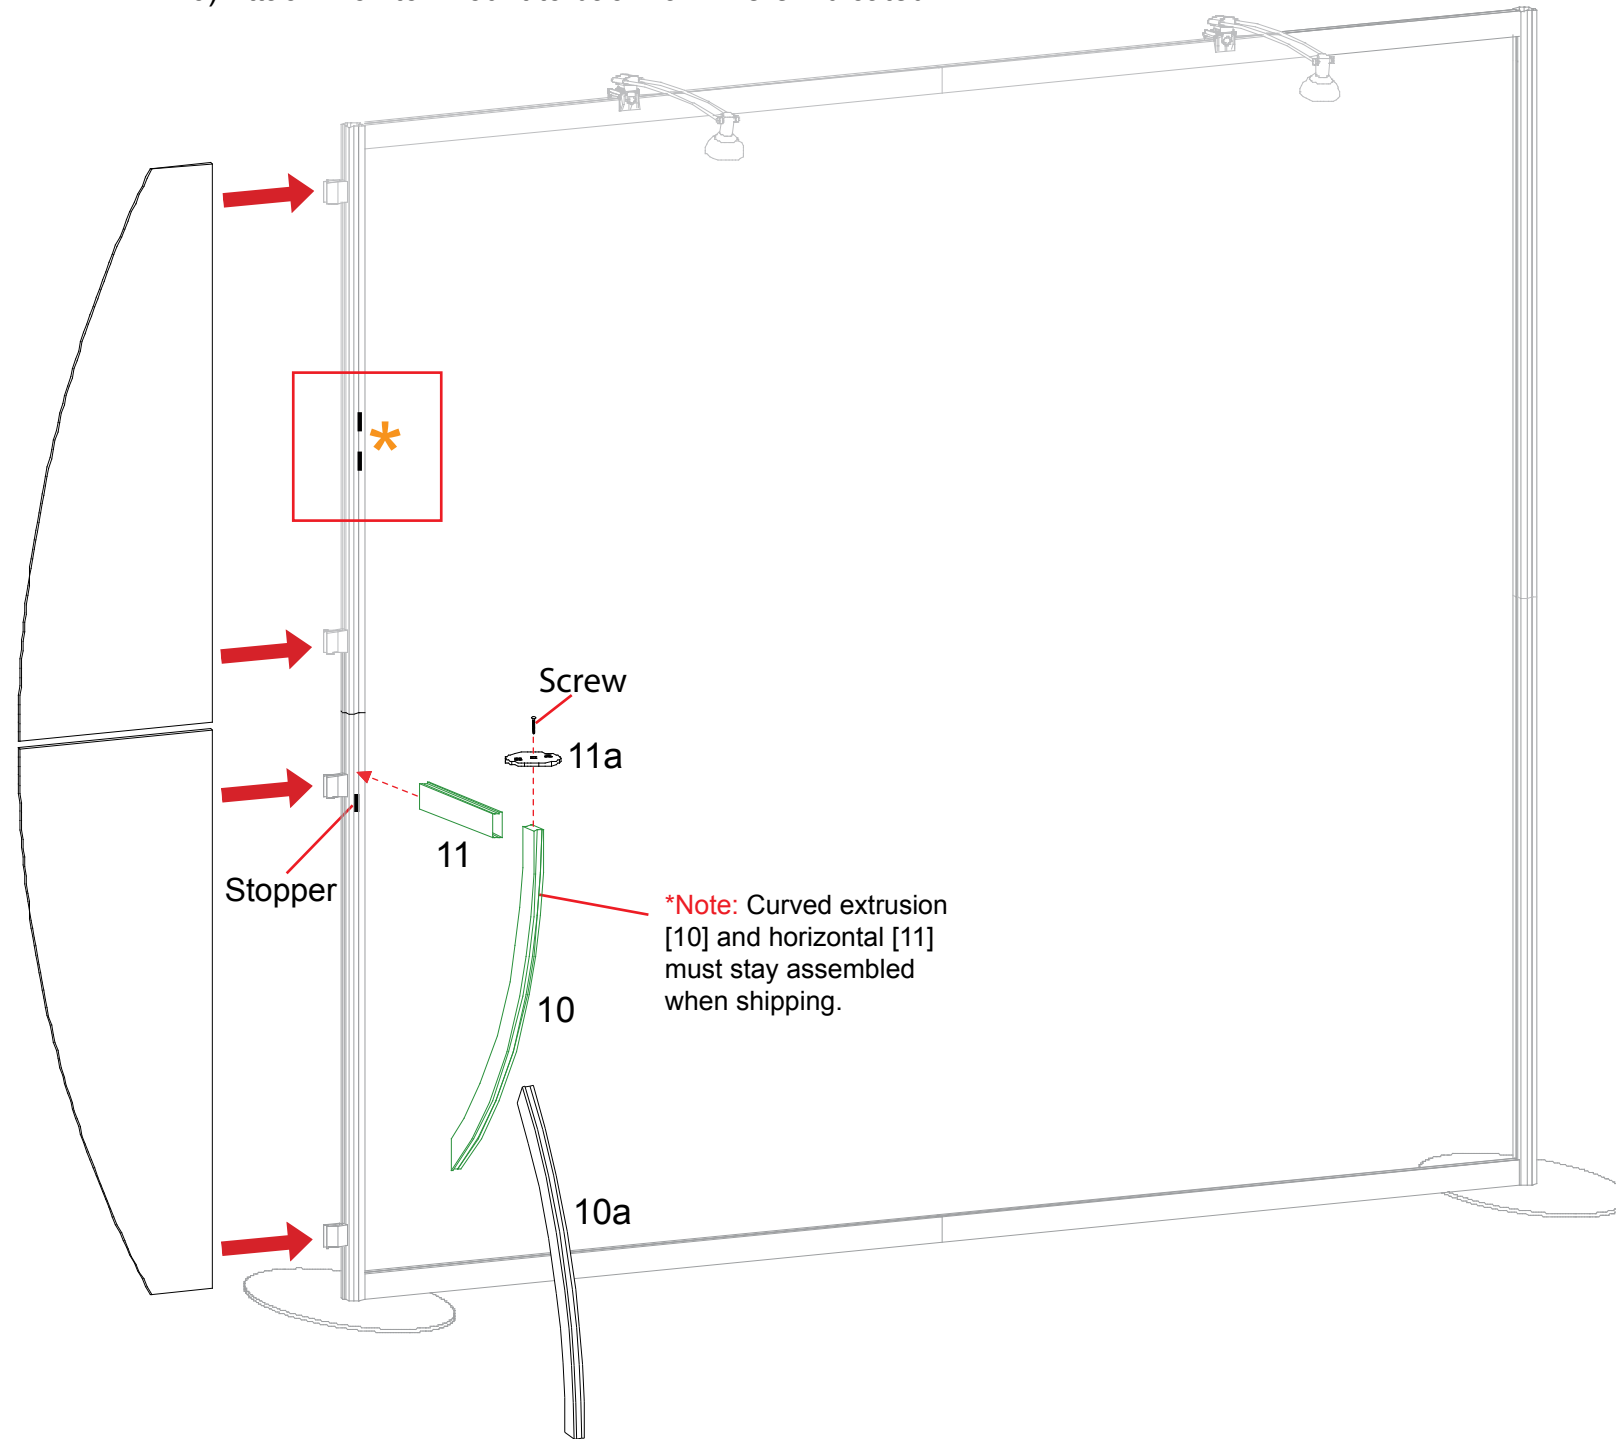 *
Screw
11a
11
Stopper
*Note: Curved extrusion
[10] and horizontal [11]
must stay assembled
when shipping.
10
10a